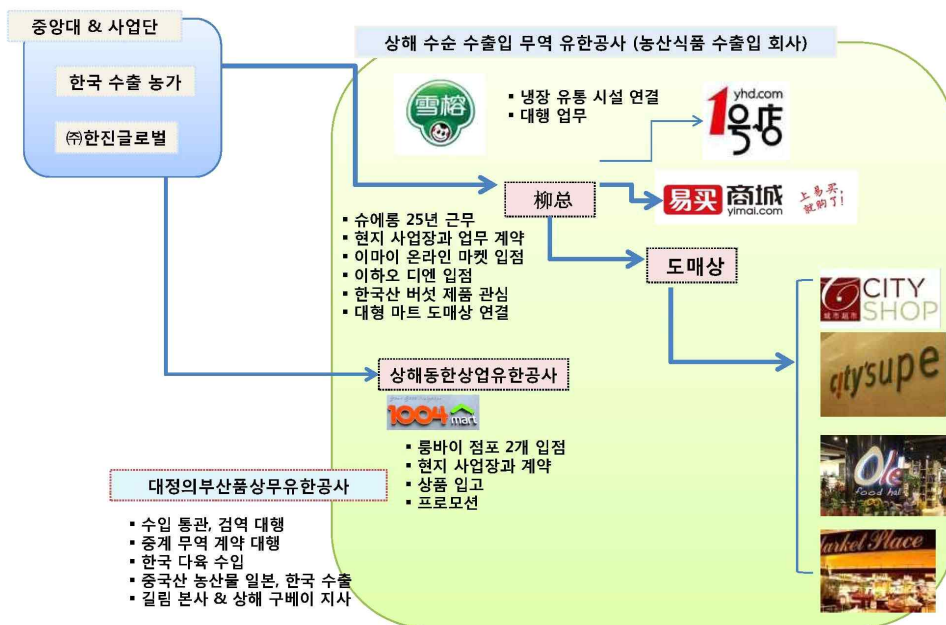 중앙대 & 사업단
한국 수출 농가
㈜한진글로벌
상해 수순 수출입 무역 유한공사 (농산식품 수출입 회사)
雪榕
▪ 냉장 유통 시설 연결
▪ 대행 업무
yhd.com
1号店
柳总
易买 商城
yimai.com
上易买,
就购了!
▪ 슈에롱 25년 근무
▪ 현지 사업장과 업무 계약
▪ 이마이 온라인 마켓 입점
▪ 이하오 디엔 입점
▪ 한국산 버섯 제품 관심
▪ 대형 마트 도매상 연결
도매상
CITY
SHOP
城市超市
city'supe
Ole
food hal
Market Place
상해동한상업유한공사
1004
mart
▪ 룽바이 점포 2개 입점
▪ 현지 사업장과 계약
▪ 상품 입고
▪ 프로모션
대정의부산품상무유한공사
▪ 수입 통관, 검역 대행
▪ 중계 무역 계약 대행
▪ 한국 다육 수입
▪ 중국산 농산물 일본, 한국 수출
▪ 길림 본사 & 상해 구베이 지사